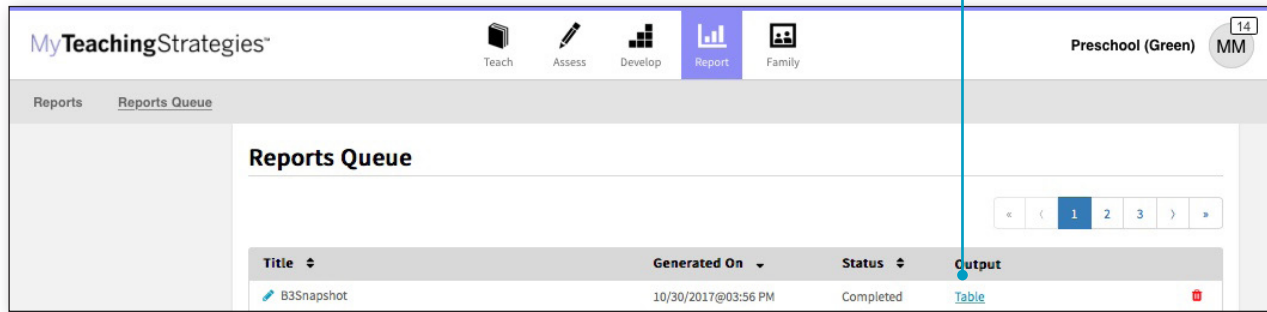 MyTeachingStrategies™
Teach Assess Develop Report Family
Preschool (Green) MM 14
Reports Reports Queue
Reports Queue
« ⟨ 1 2 3 ⟩ »
Title Generated On Status Output
B3Snapshot 10/30/2017@03:56 PM Completed Table